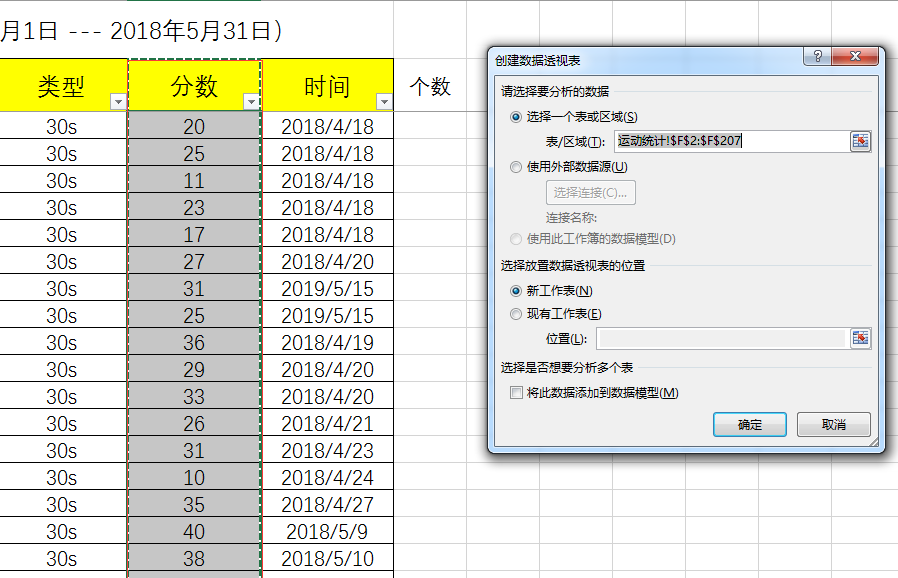 月1日 --- 2018年5月31日）
类型 分数 时间 个数
30s 20 2018/4/18
30s 25 2018/4/18
30s 11 2018/4/18
30s 23 2018/4/18
30s 17 2018/4/18
30s 27 2018/4/20
30s 31 2019/5/15
30s 25 2019/5/15
30s 36 2018/4/19
30s 29 2018/4/20
30s 33 2018/4/20
30s 26 2018/4/21
30s 31 2018/4/23
30s 10 2018/4/24
30s 35 2018/4/27
30s 40 2018/5/9
30s 38 2018/5/10
创建数据透视表
请选择要分析的数据
选择一个表或区域(S)
表/区域(T): 运动统计!$F$2:$F$207
使用外部数据源(U)
选择连接(C)...
连接名称:
使用此工作簿的数据模型(D)
选择放置数据透视表的位置
新工作表(N)
现有工作表(E)
位置(L):
选择是否想要分析多个表
将此数据添加到数据模型(M)
确定 取消